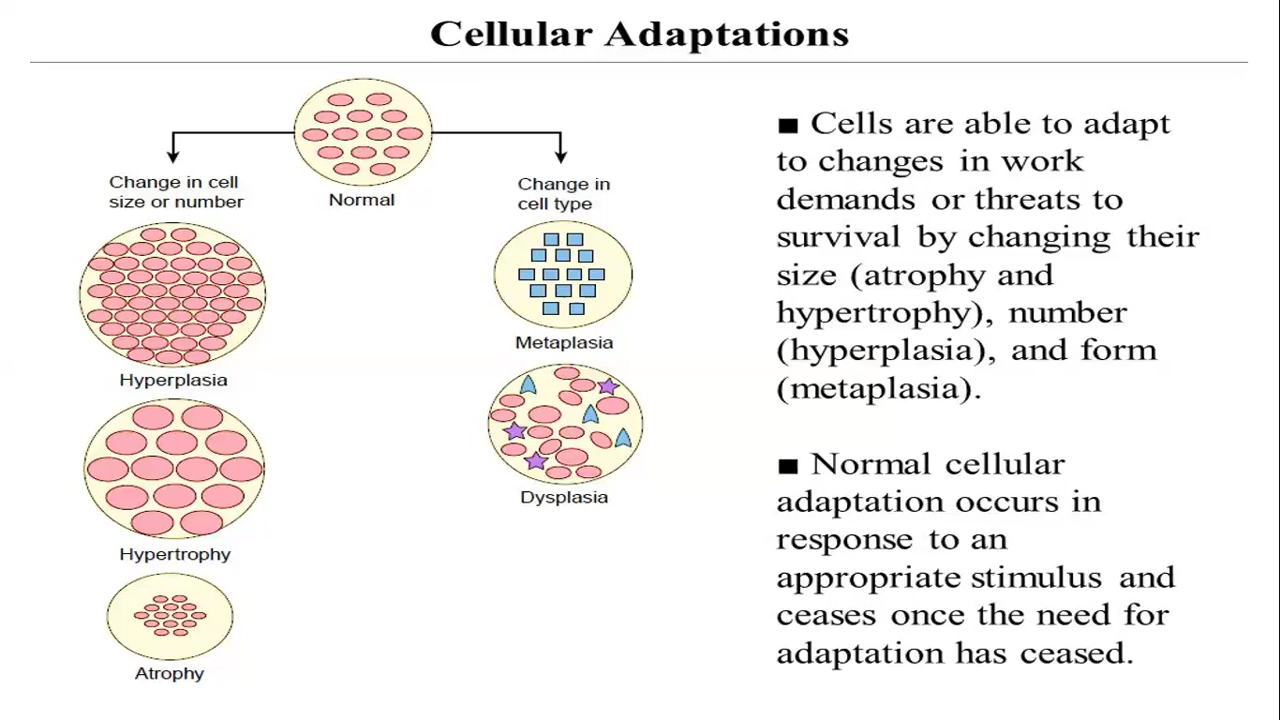 Cellular Adaptations
Normal
Change in cell
size or number
Hyperplasia
Hypertrophy
Atrophy
Change in
cell type
Metaplasia
Dysplasia
■ Cells are able to adapt
to changes in work
demands or threats to
survival by changing their
size (atrophy and
hypertrophy), number
(hyperplasia), and form
(metaplasia).
■ Normal cellular
adaptation occurs in
response to an
appropriate stimulus and
ceases once the need for
adaptation has ceased.